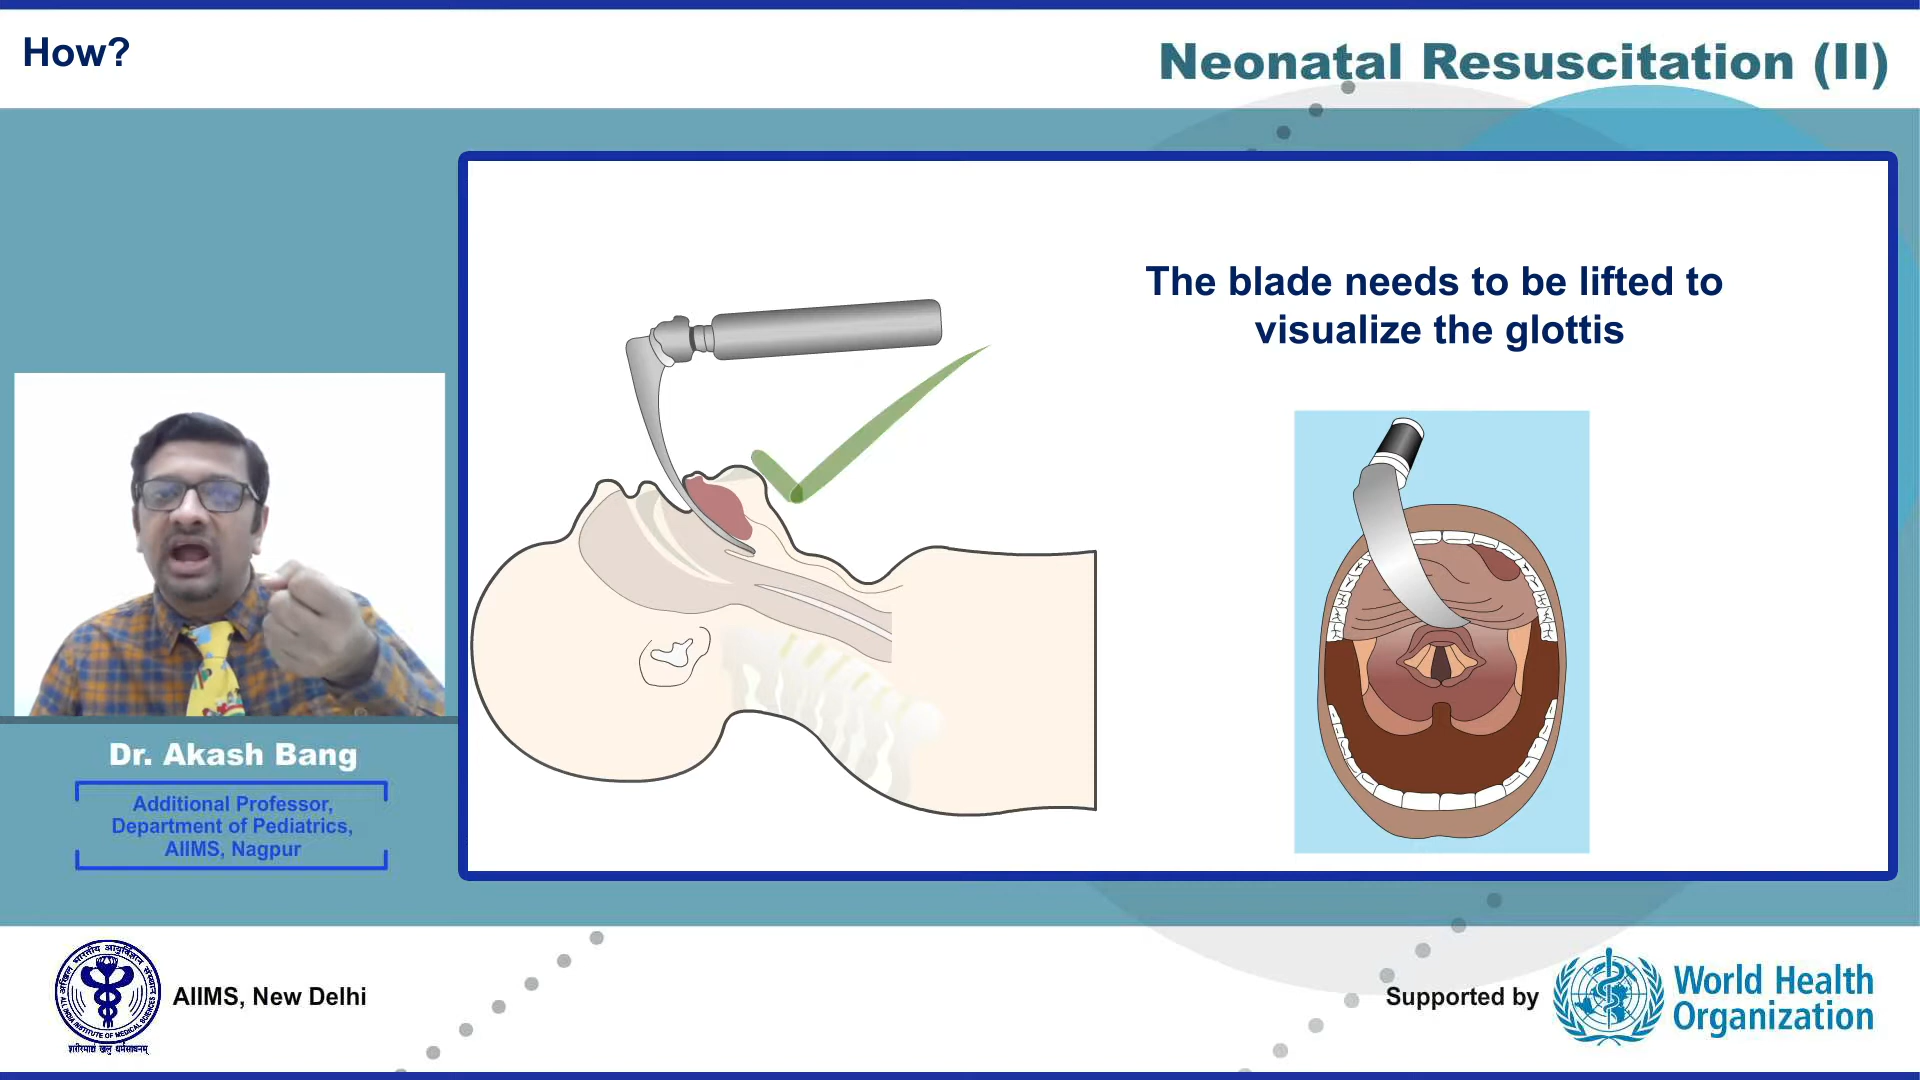 How?
Neonatal Resuscitation (II)
The blade needs to be lifted to
visualize the glottis
Dr. Akash Bang
Additional Professor,
Department of Pediatrics,
AIIMS, Nagpur
AIIMS, New Delhi
Supported by
World Health
Organization